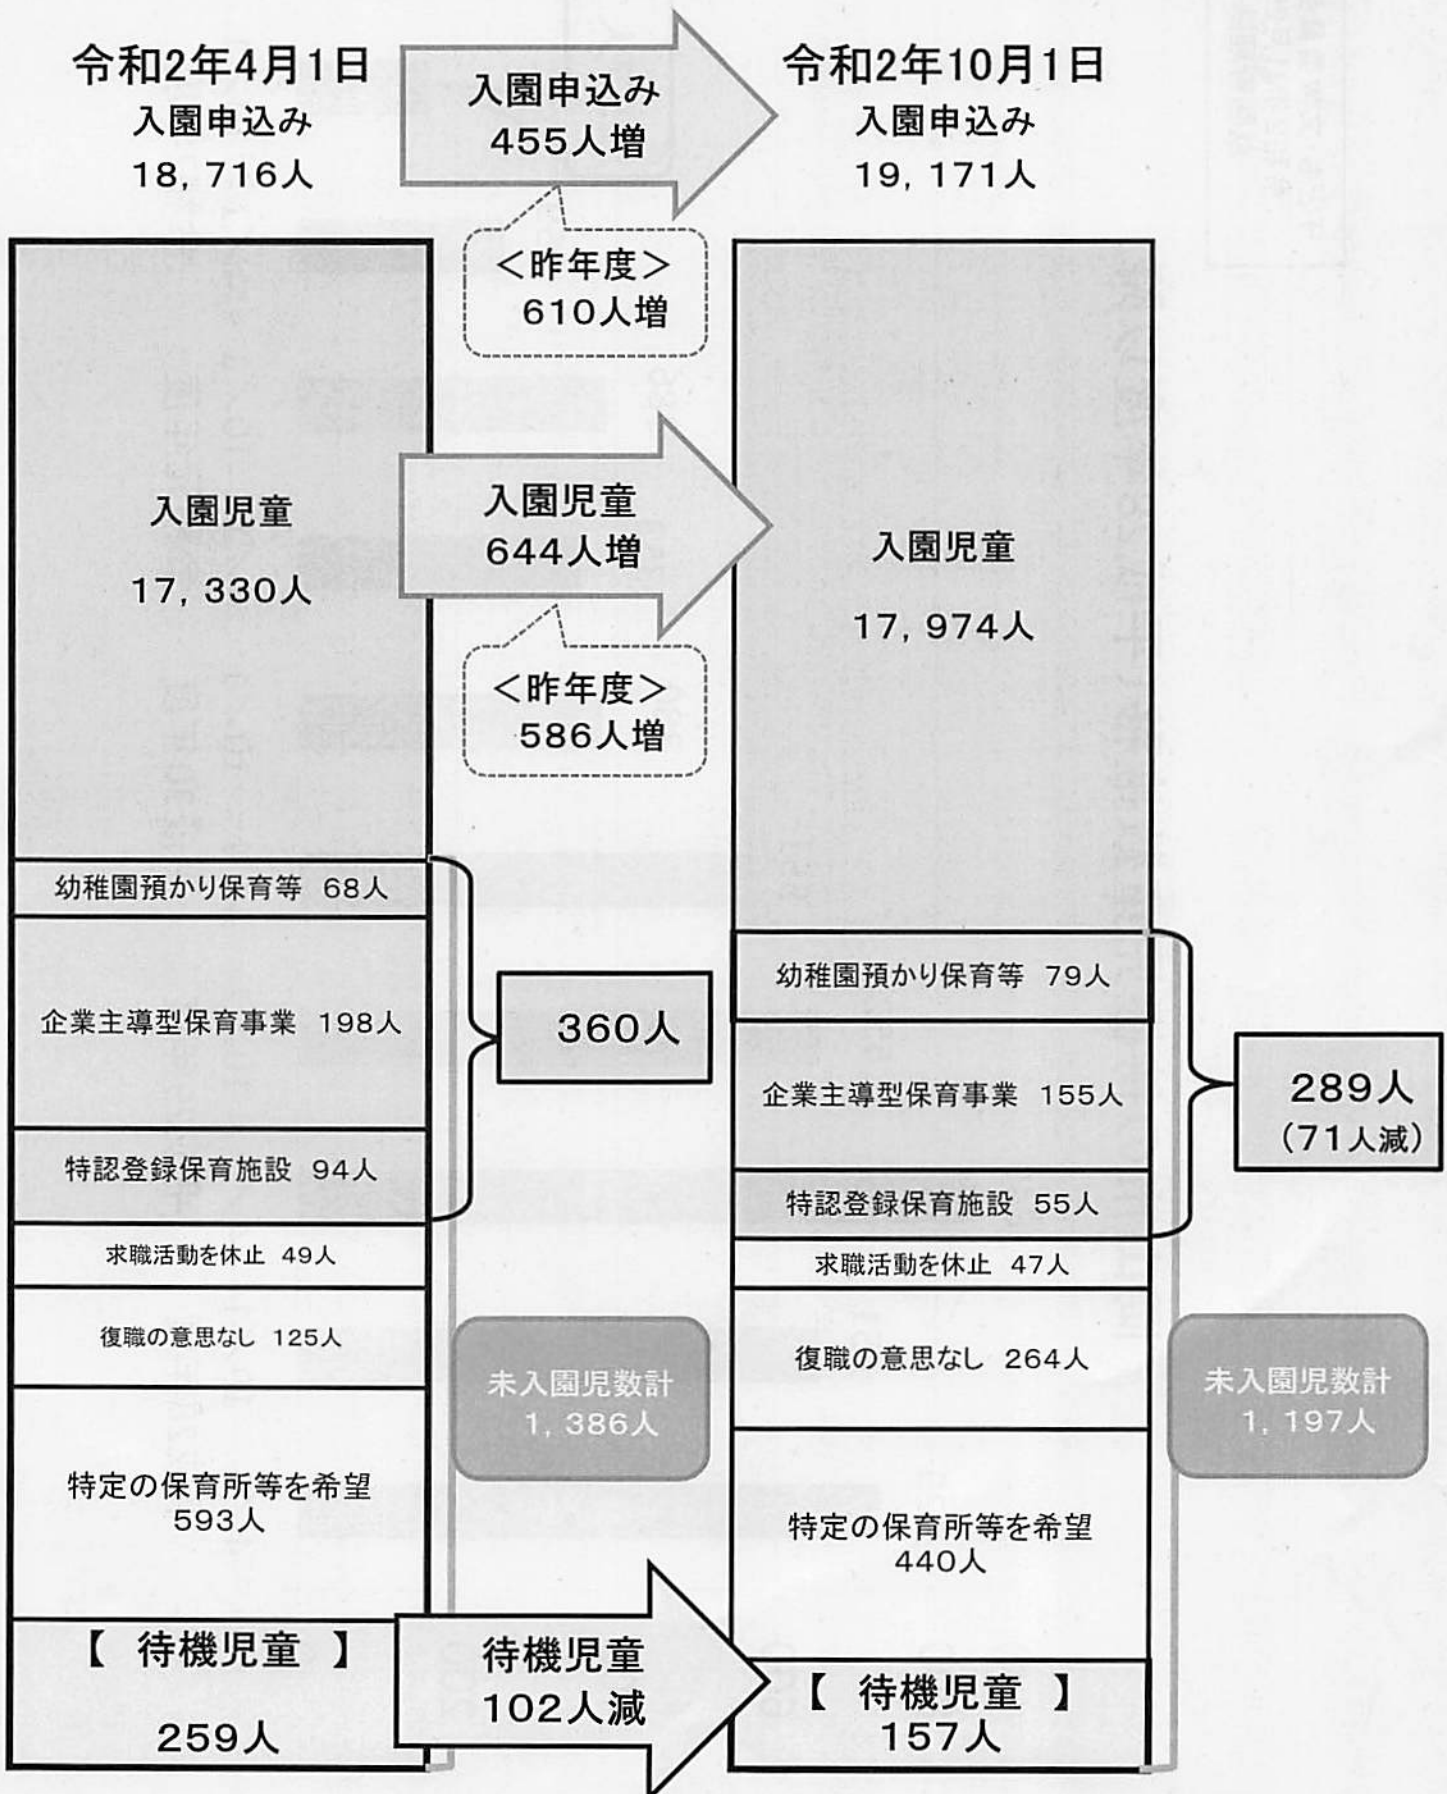 令和2年4月1日
入園申込み
18,716人
入園申込み
455人増
<昨年度>
610人増
令和2年10月1日
入園申込み
19,171人
入園児童
17,330人
入園児童
644人増
<昨年度>
586人増
入園児童
17,974人
幼稚園預かり保育等 68人
企業主導型保育事業 198人
特認登録保育施設 94人
360人
求職活動を休止 49人
復職の意思なし 125人
特定の保育所等を希望
593人
未入園児数計
1,386人
【 待機児童 】
259人
待機児童
102人減
幼稚園預かり保育等 79人
企業主導型保育事業 155人
特認登録保育施設 55人
289人
(71人減)
求職活動を休止 47人
復職の意思なし 264人
特定の保育所等を希望
440人
未入園児数計
1,197人
【 待機児童 】
157人